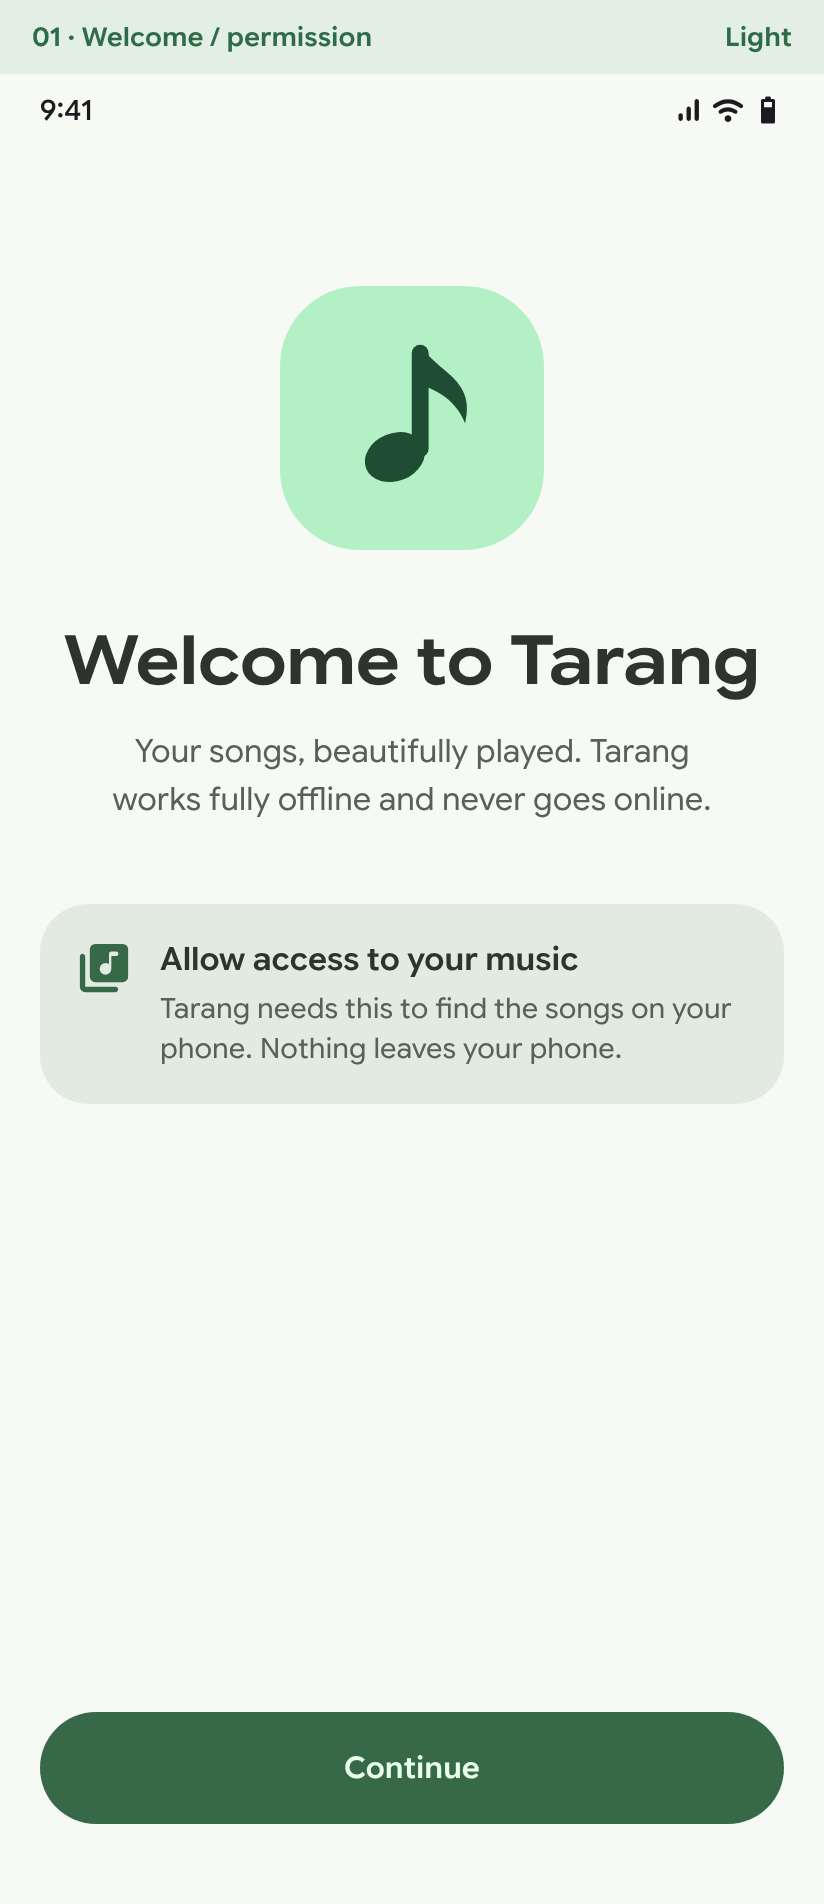 01 · Welcome / permission
Light
9:41
Welcome to Tarang
Your songs, beautifully played. Tarang
works fully offline and never goes online.
Allow access to your music
Tarang needs this to find the songs on your
phone. Nothing leaves your phone.
Continue